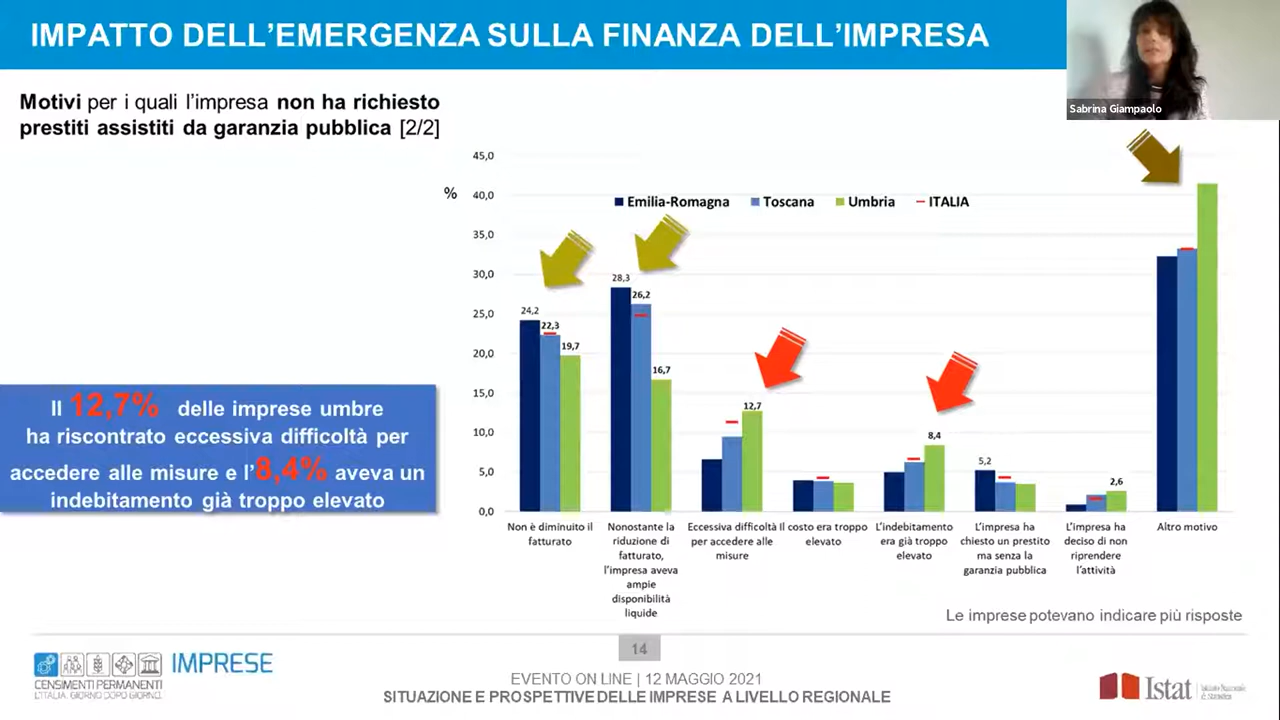 IMPATTO DELL'EMERGENZA SULLA FINANZA DELL'IMPRESA
Sabrina Giampaolo
Motivi per i quali l'impresa non ha richiesto
prestiti assistiti da garanzia pubblica [2/2]
%
45,0
40,0
35,0
30,0
25,0
20,0
15,0
10,0
5,0
0,0
Emilia-Romagna Toscana Umbria ITALIA
24,2
22,3
19,7
28,3
26,2
16,7
12,7
8,4
5,2
2,6
Il 12,7% delle imprese umbre
ha riscontrato eccessiva difficoltà per
accedere alle misure e l'8,4% aveva un
indebitamento già troppo elevato
Non è diminuito il
fatturato
Nonostante la
riduzione di
fatturato,
l'impresa aveva
ampie
disponibilità
liquide
Eccessiva difficoltà
per accedere alle
misure
Il costo era troppo
elevato
L'indebitamento
era già troppo
elevato
L'impresa ha
chiesto un prestito
ma senza la
garanzia pubblica
L'impresa ha
deciso di non
riprendere
l'attività
Altro motivo
Le imprese potevano indicare più risposte
14
IMPRESE
CENSIMENTI PERMANENTI
L'ITALIA. GIORNO DOPO GIORNO.
EVENTO ON LINE | 12 MAGGIO 2021
SITUAZIONE E PROSPETTIVE DELLE IMPRESE A LIVELLO REGIONALE
Istat
Istituto Nazionale
di Statistica